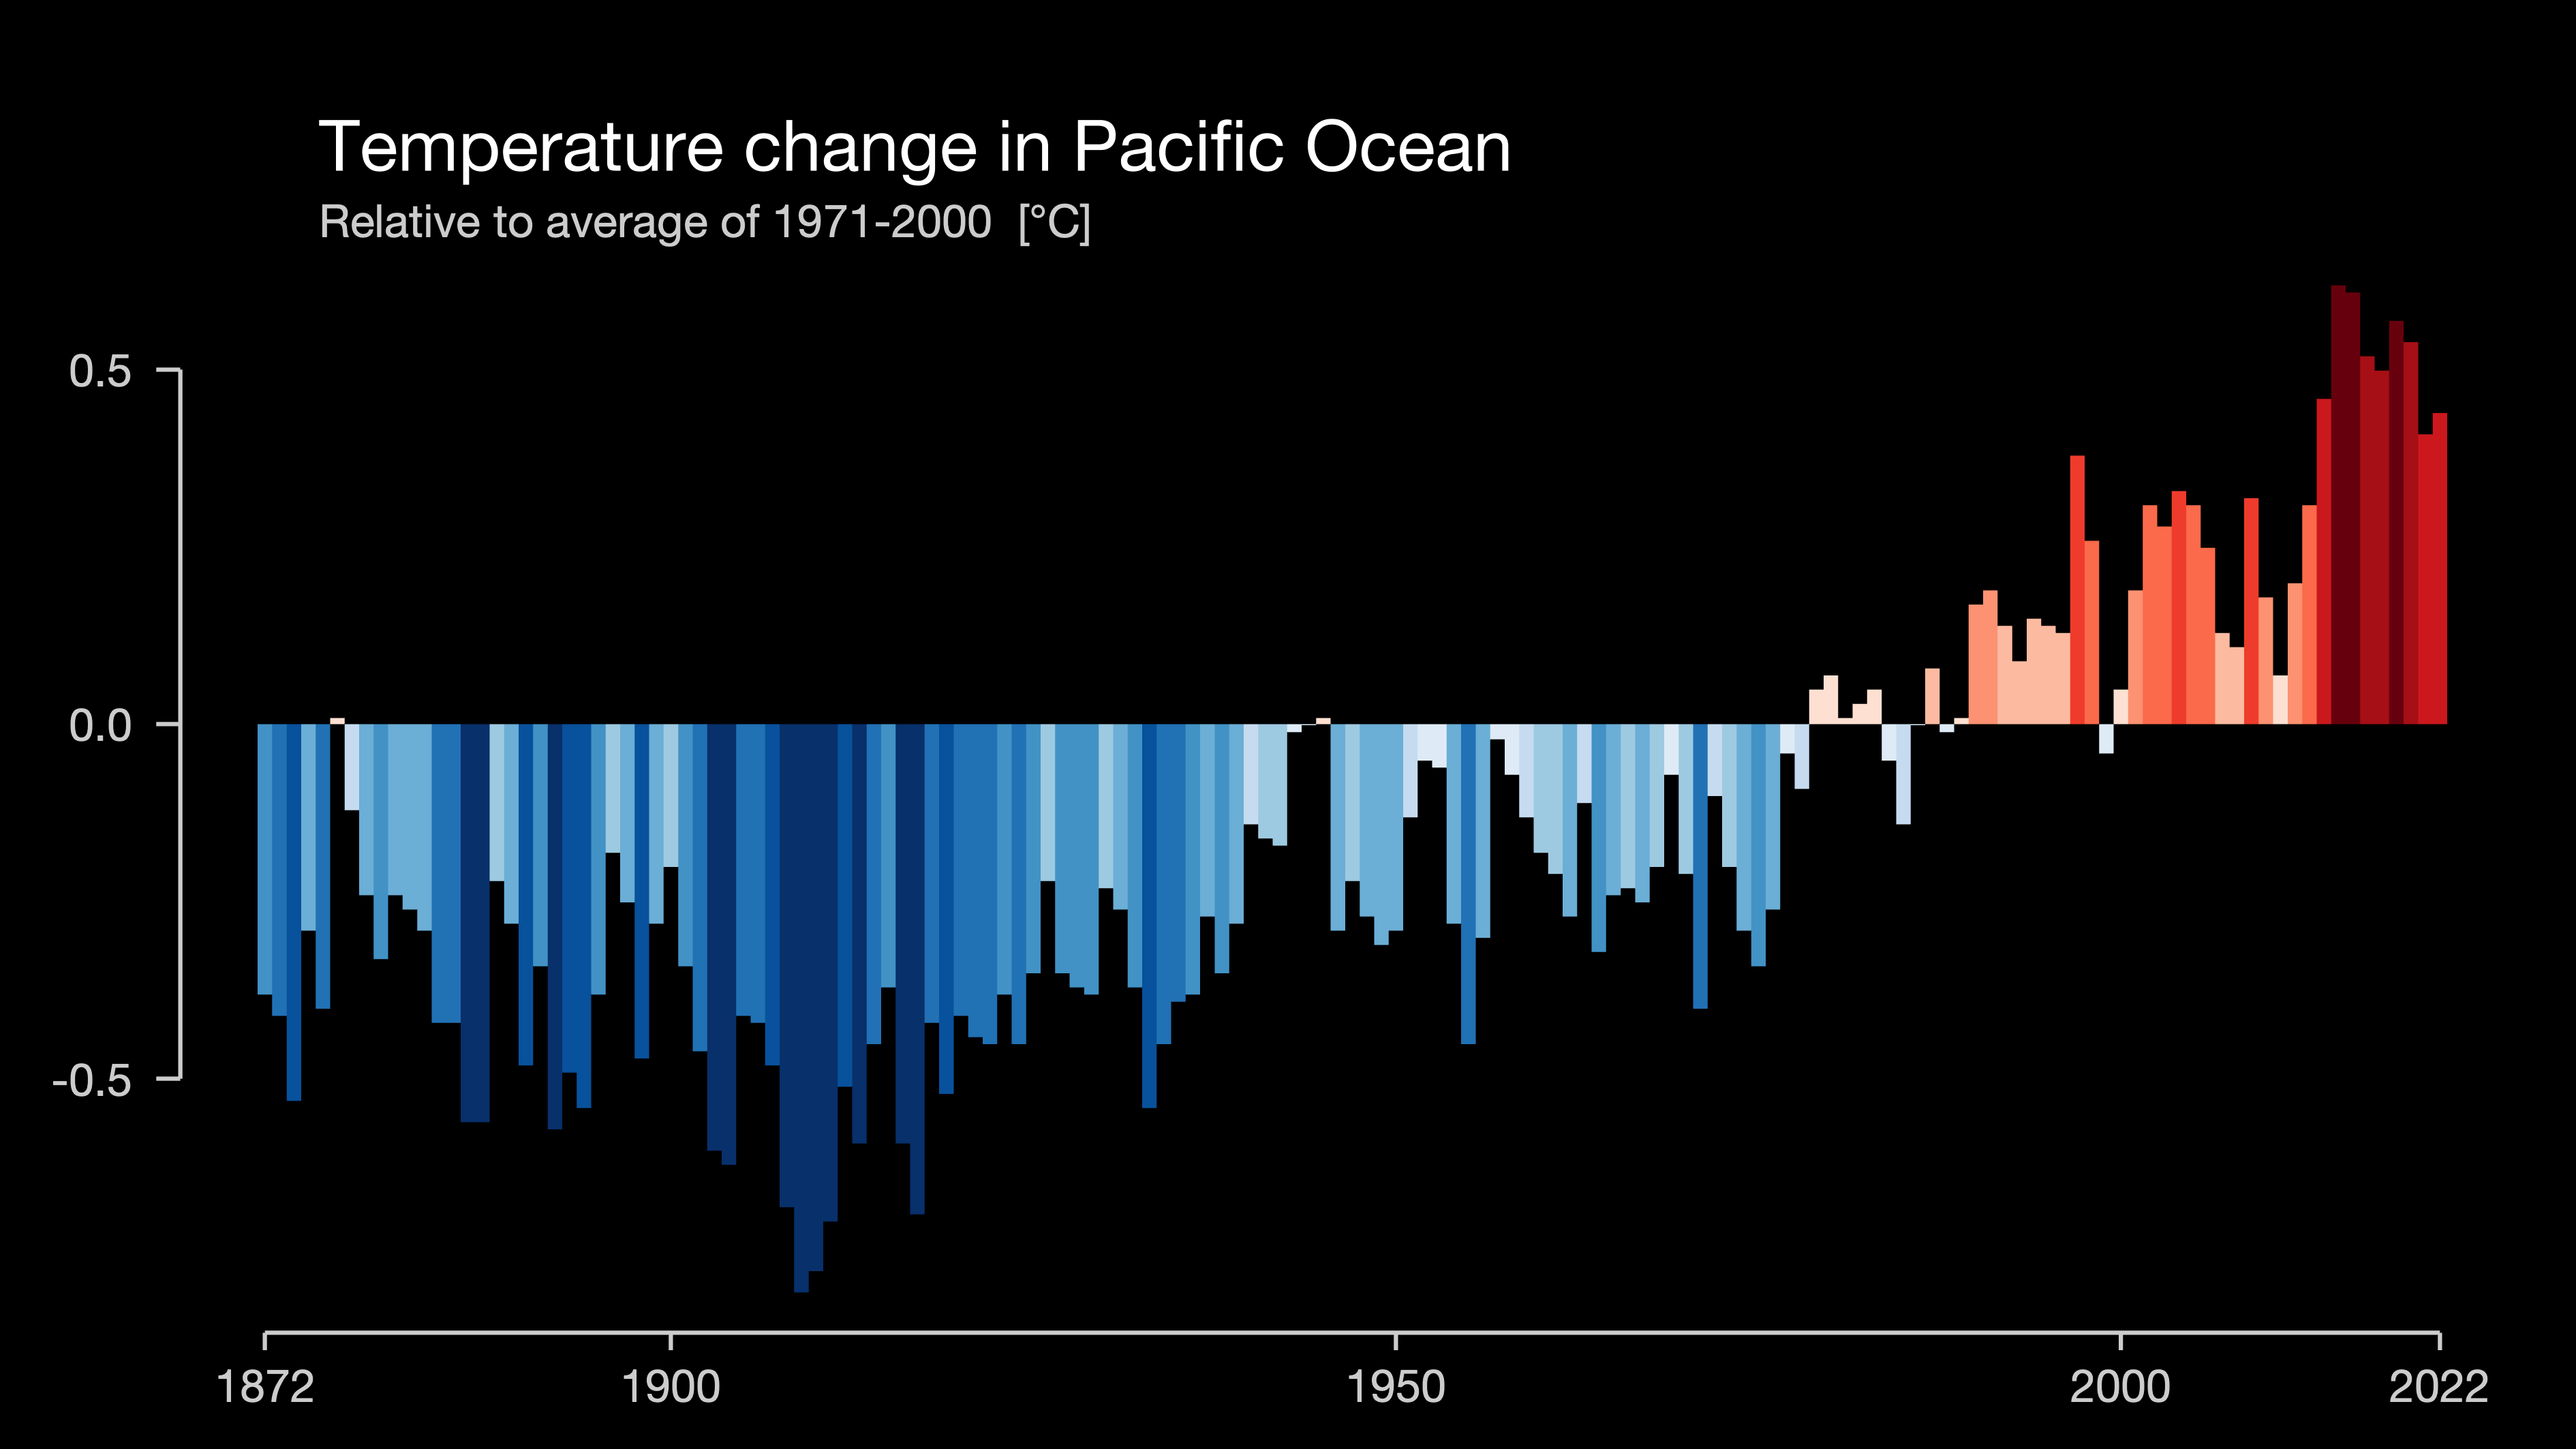 Temperature change in Pacific Ocean
Relative to average of 1971-2000  [°C]
0.5
0.0
-0.5
1872 1900 1950 2000 2022